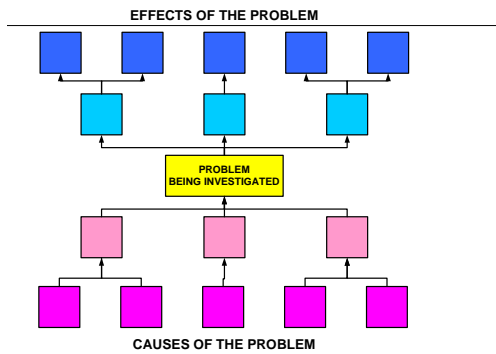 EFFECTS OF THE PROBLEM
PROBLEM
BEING INVESTIGATED
CAUSES OF THE PROBLEM